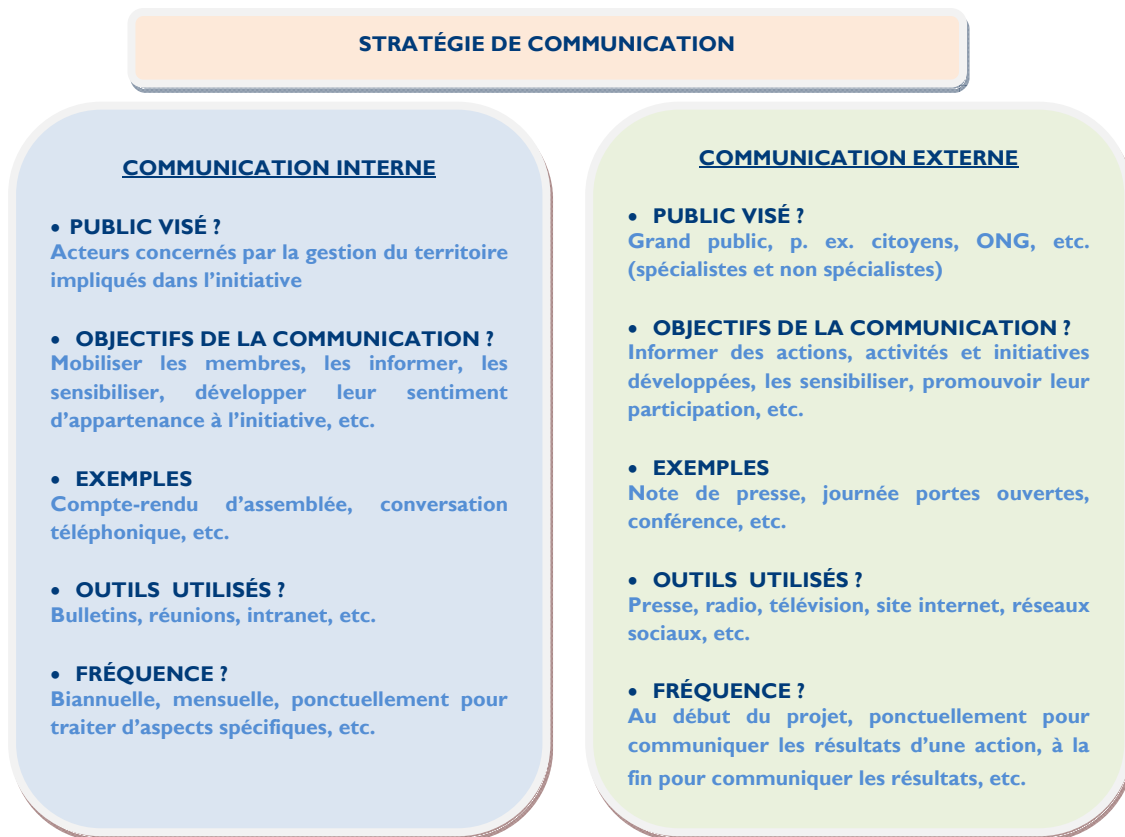 STRATÉGIE DE COMMUNICATION
COMMUNICATION INTERNE
• PUBLIC VISÉ ?
Acteurs concernés par la gestion du territoire
impliqués dans l’initiative
• OBJECTIFS DE LA COMMUNICATION ?
Mobiliser les membres, les informer, les
sensibiliser, développer leur sentiment
d’appartenance à l’initiative, etc.
• EXEMPLES
Compte-rendu d’assemblée, conversation
téléphonique, etc.
• OUTILS UTILISÉS ?
Bulletins, réunions, intranet, etc.
• FRÉQUENCE ?
Biannuelle, mensuelle, ponctuellement pour
traiter d’aspects spécifiques, etc.
COMMUNICATION EXTERNE
• PUBLIC VISÉ ?
Grand public, p. ex. citoyens, ONG, etc.
(spécialistes et non spécialistes)
• OBJECTIFS DE LA COMMUNICATION ?
Informer des actions, activités et initiatives
développées, les sensibiliser, promouvoir leur
participation, etc.
• EXEMPLES
Note de presse, journée portes ouvertes,
conférence, etc.
• OUTILS UTILISÉS ?
Presse, radio, télévision, site internet, réseaux
sociaux, etc.
• FRÉQUENCE ?
Au début du projet, ponctuellement pour
communiquer les résultats d’une action, à la
fin pour communiquer les résultats, etc.